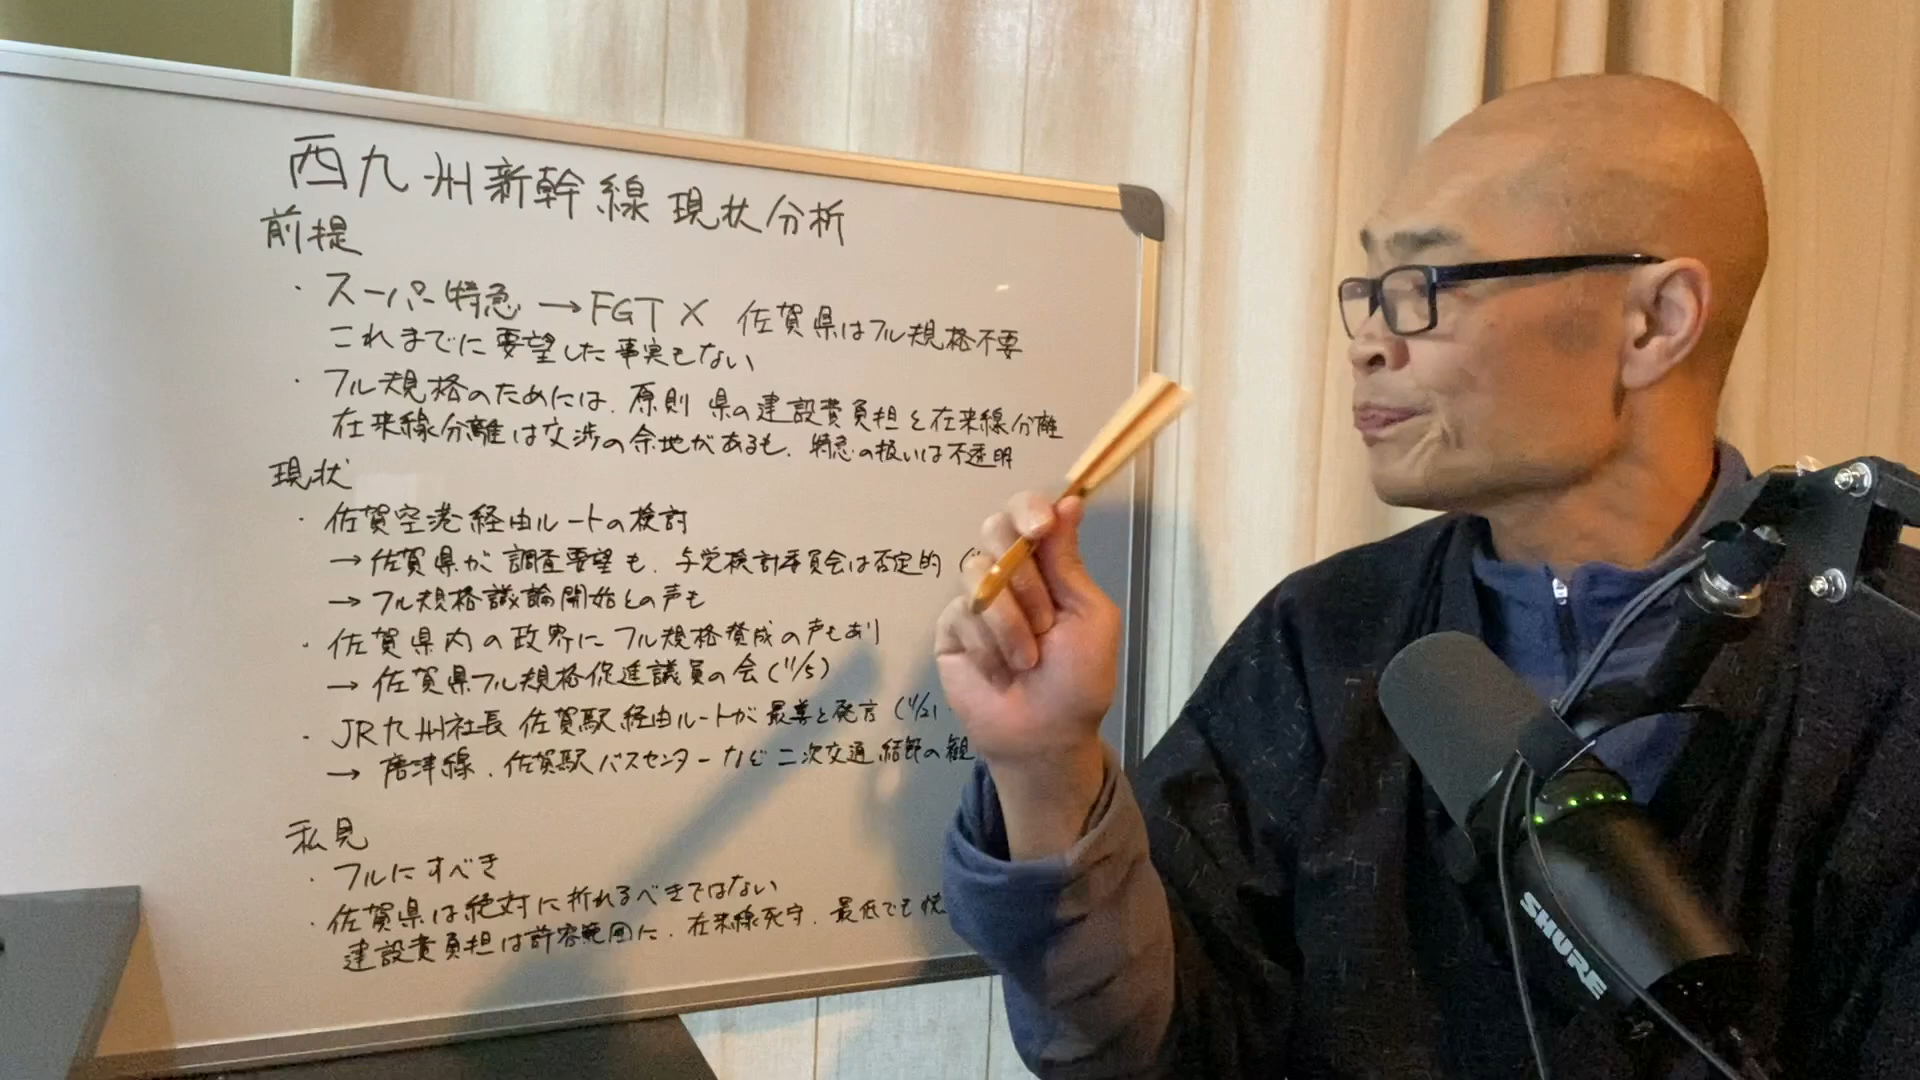 西九州新幹線 現状分析
前提
・スーパー特急 → FGT × 佐賀県はフル規格不要
これまでに要望した事実もない
・フル規格のためには、原則 県の建設費負担と在来線分離
在来線分離は交渉の余地があるも、特急の扱いは不透明
現状
・佐賀空港経由ルートの検討
→ 佐賀県が調査要望も、与党検討委員会は否定的 (
→ フル規格議論開始との声も
・佐賀県内の政界にフル規格賛成の声もあり
→ 佐賀県フル規格促進議員の会 (11/5)
・JR九州社長 佐賀駅経由ルートが最善と発言 (11/21
→ 唐津線、佐賀駅バスセンターなど二次交通結節の観
私見
・フルにすべき
・佐賀県は絶対に折れるべきではない
建設費負担は許容範囲に、在来線死守、最低でも
SHURE